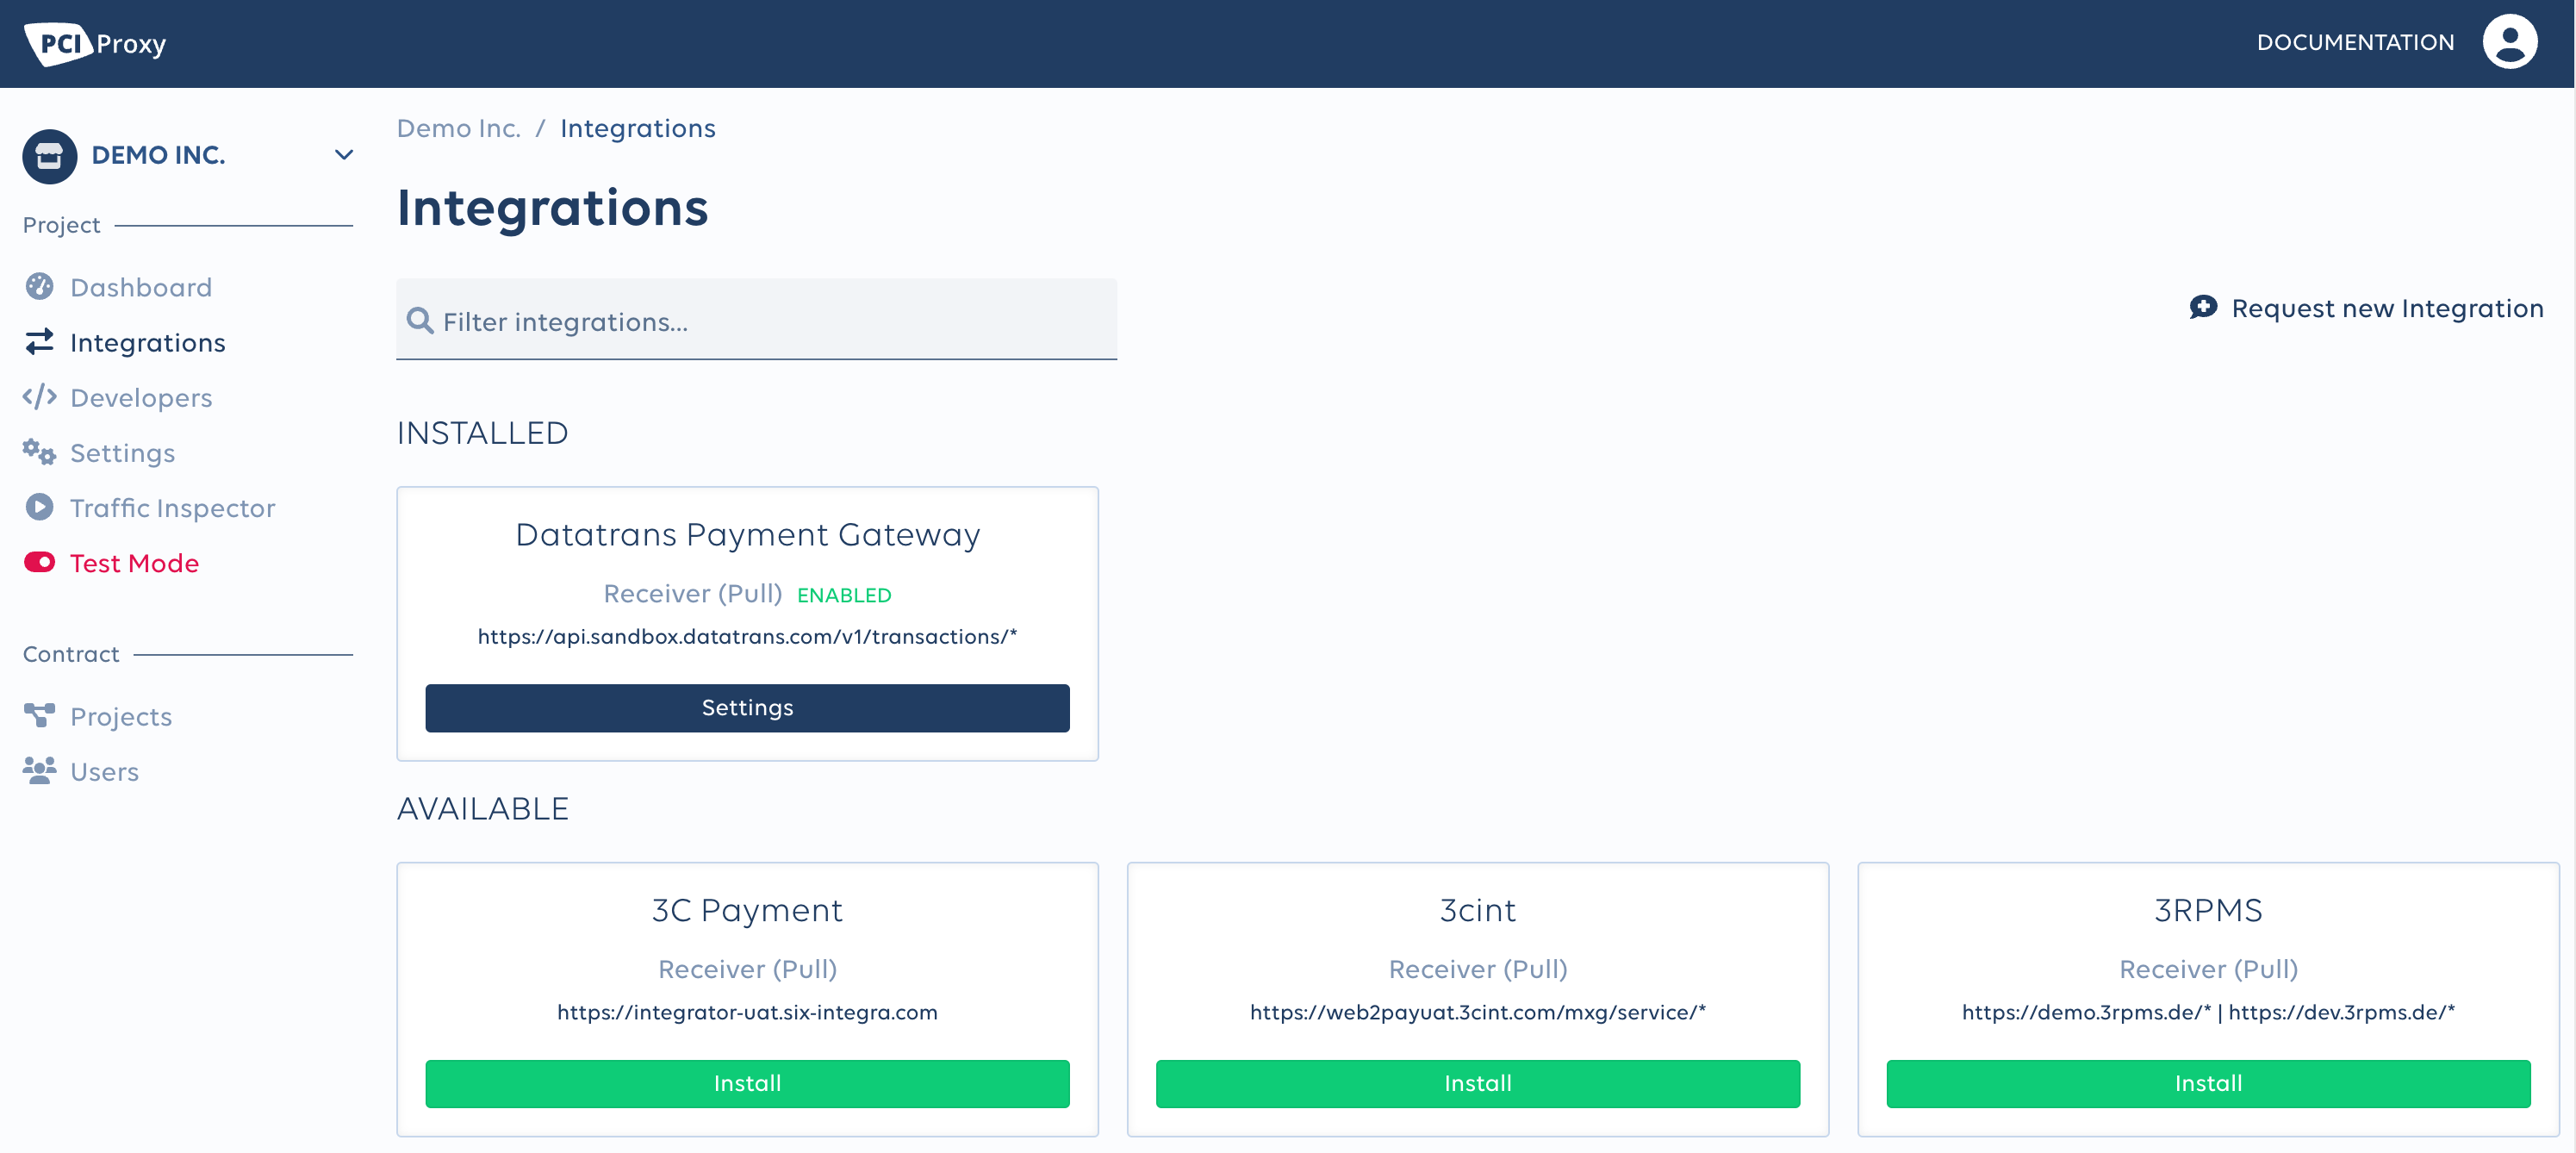 PCI Proxy
DOCUMENTATION
DEMO INC.
Project
Dashboard
Integrations
Developers
Settings
Traffic Inspector
Test Mode
Contract
Projects
Users
Demo Inc. / Integrations
Integrations
Filter integrations...
Request new Integration
INSTALLED
Datatrans Payment Gateway
Receiver (Pull) ENABLED
https://api.sandbox.datatrans.com/v1/transactions/*
Settings
AVAILABLE
3C Payment
Receiver (Pull)
https://integrator-uat.six-integra.com
Install
3cint
Receiver (Pull)
https://web2payuat.3cint.com/mxg/service/*
Install
3RPMS
Receiver (Pull)
https://demo.3rpms.de/* | https://dev.3rpms.de/*
Install